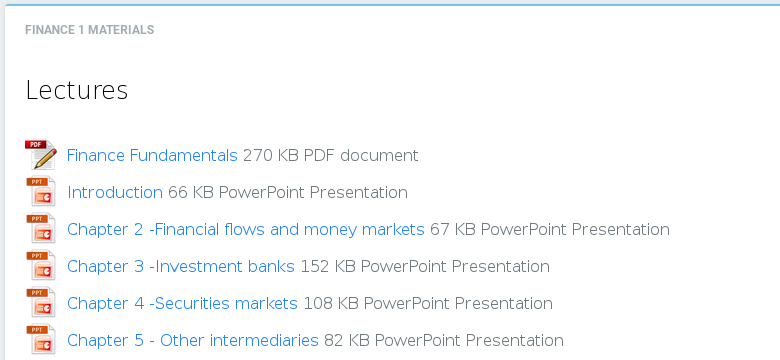 FINANCE 1 MATERIALS
Lectures
PDF Finance Fundamentals 270 KB PDF document
PPT Introduction 66 KB PowerPoint Presentation
PPT Chapter 2 -Financial flows and money markets 67 KB PowerPoint Presentation
PPT Chapter 3 -Investment banks 152 KB PowerPoint Presentation
PPT Chapter 4 -Securities markets 108 KB PowerPoint Presentation
PPT Chapter 5 - Other intermediaries 82 KB PowerPoint Presentation